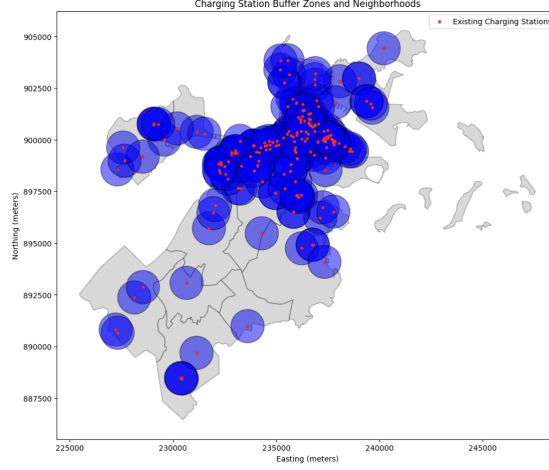 Charging Station Buffer Zones and Neighborhoods
Existing Charging Stations
905000
902500
900000
897500
895000
892500
890000
887500
Northing (meters)
225000 230000 235000 240000 245000
Easting (meters)